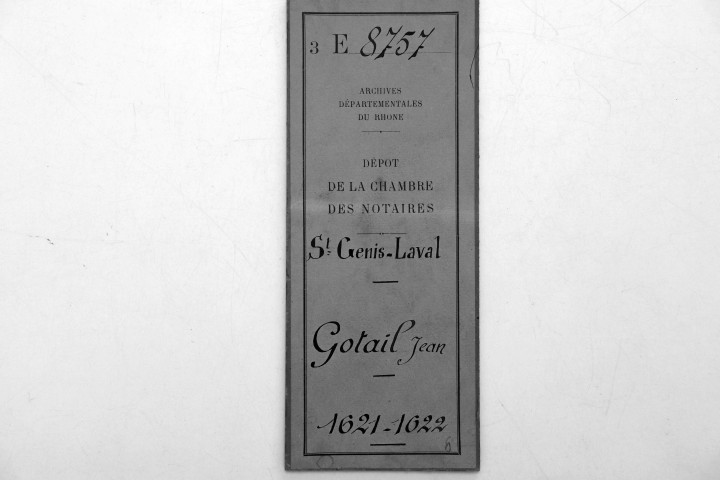 3 E 8757
ARCHIVES
DÉPARTEMENTALES
DU RHONE
DÉPOT
DE LA CHAMBRE
DES NOTAIRES
St Genis-Laval
Gotail Jean
1621-1622